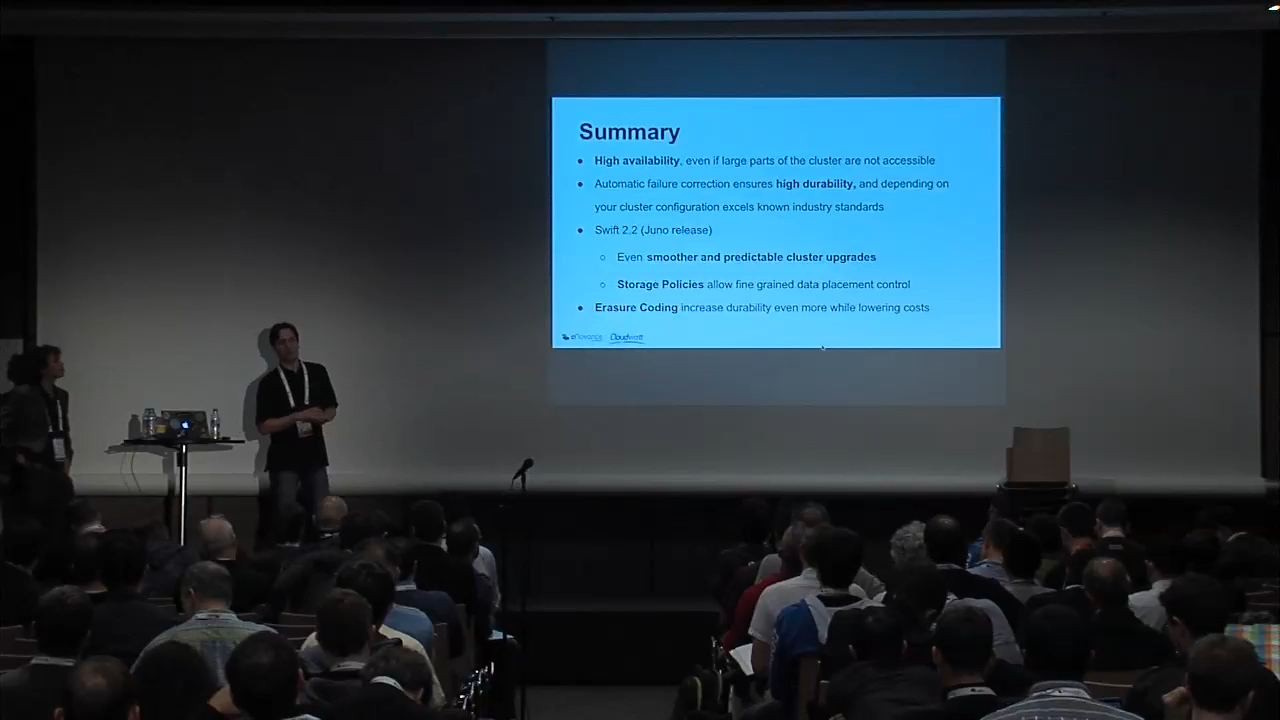 Summary
● High availability, even if large parts of the cluster are not accessible
● Automatic failure correction ensures high durability, and depending on
your cluster configuration excels known industry standards
● Swift 2.2 (Juno release)
○ Even smoother and predictable cluster upgrades
○ Storage Policies allow fine grained data placement control
● Erasure Coding increase durability even more while lowering costs
eNovance Cloudwatt